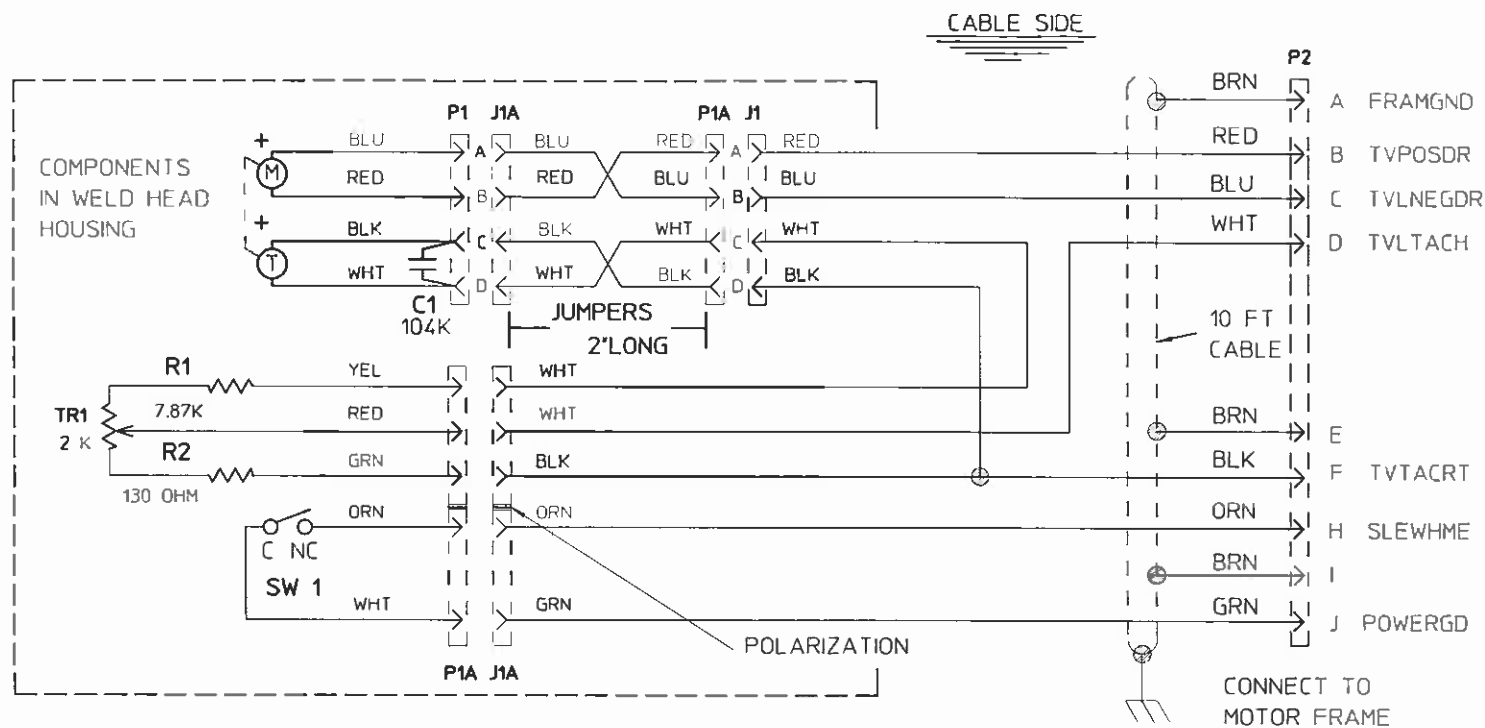 CABLE SIDE
P2
BRN A FRAMGND
P1 J1A P1A J1
+ BLU A BLU RED A RED RED B TVPOSDR
COMPONENTS
IN WELD HEAD
HOUSING
M RED B RED BLU B BLU BLU C TVLNEGDR
+ BLK C BLK WHT C WHT WHT D TVLTACH
T WHT D WHT BLK D BLK
C1
104K
JUMPERS
2"LONG
10 FT
CABLE
R1 YEL WHT
TR1
2 K
7.87K RED WHT BRN E
R2 GRN BLK BLK F TVTACRT
130 OHM
ORN ORN ORN H SLEWHME
C NC
SW 1
BRN I
WHT GRN GRN J POWERGD
POLARIZATION
P1A J1A
CONNECT TO
MOTOR FRAME